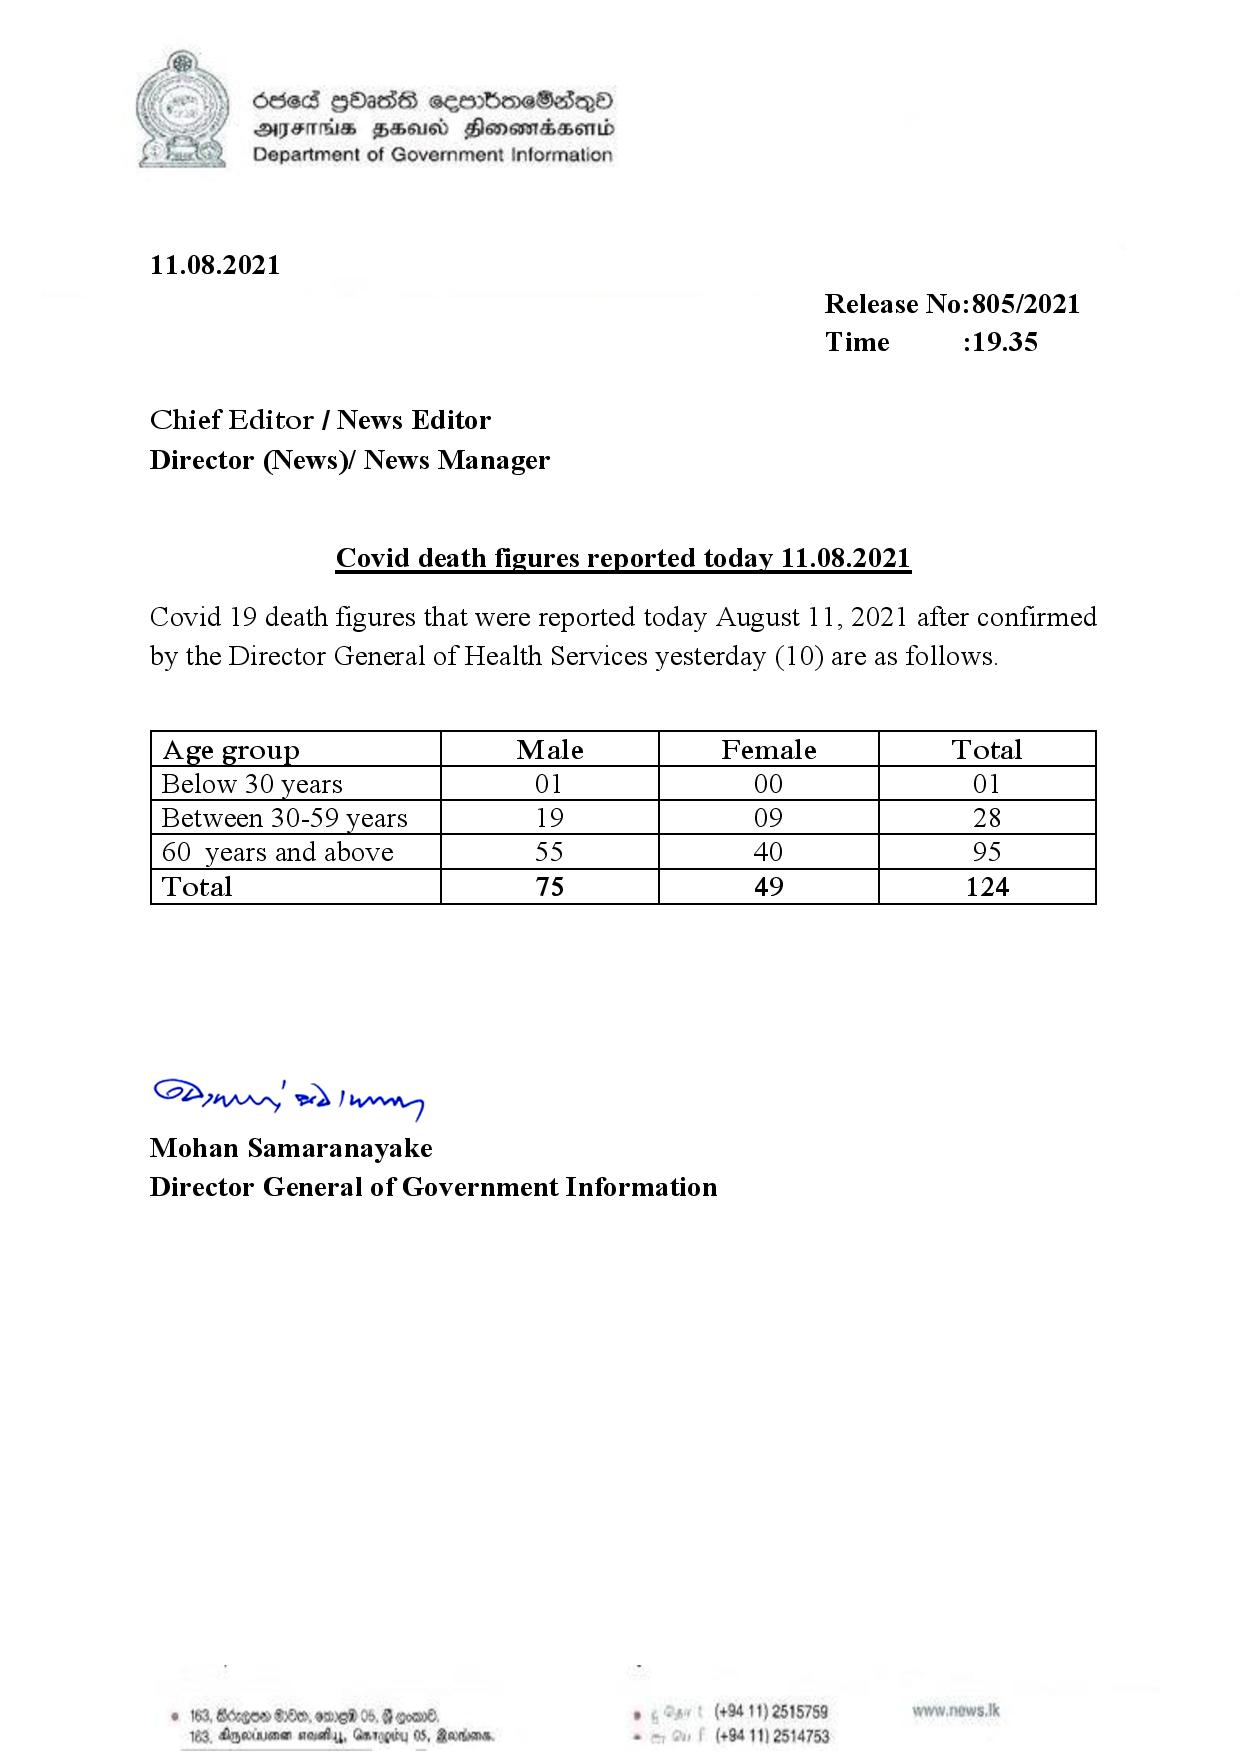 රජයේ ප්‍රවෘත්ති දෙපාර්තමේන්තුව
அரசாங்க தகவல் திணைக்களம்
Department of Government Information
11.08.2021
Release No:805/2021
Time :19.35
Chief Editor / News Editor
Director (News)/ News Manager
Covid death figures reported today 11.08.2021
Covid 19 death figures that were reported today August 11, 2021 after confirmed
by the Director General of Health Services yesterday (10) are as follows.
Age group Male Female Total
Below 30 years 01 00 01
Between 30-59 years 19 09 28
60 years and above 55 40 95
Total 75 49 124
Mohan Samaranayake
Director General of Government Information
163, කිරුලපන මාවත, කොළඹ 05, ශ්‍රී ලංකාව.
163, கிருலப்பனை எவனியூ, கொழும்பு 05, இலங்கை.
(+94 11) 2515759
(+94 11) 2514753
www.news.lk